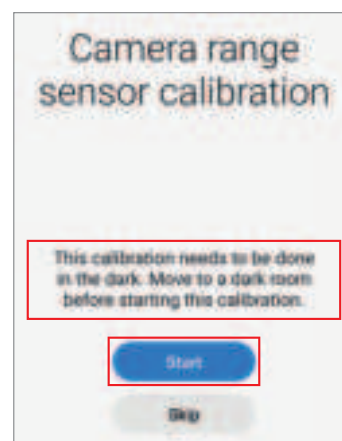 Camera range
sensor calibration
This calibration needs to be done
in the dark. Move to a dark room
before starting this calibration.
Start
Skip